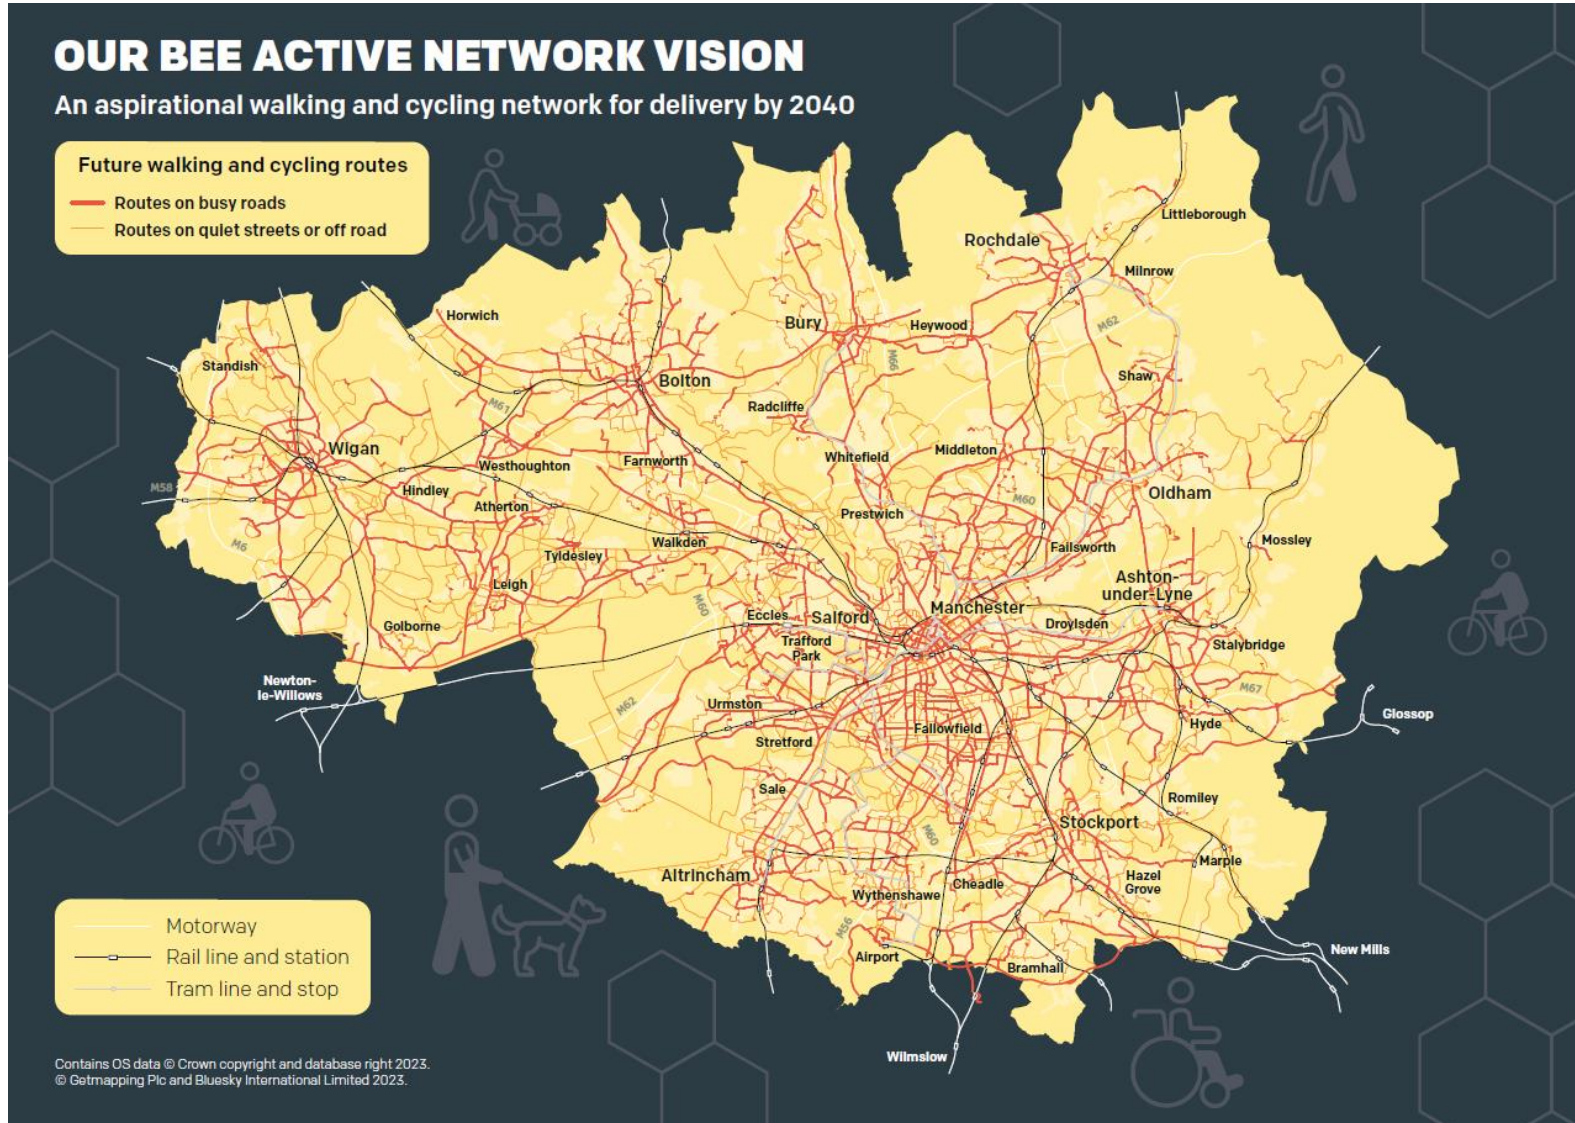 OUR BEE ACTIVE NETWORK VISION
An aspirational walking and cycling network for delivery by 2040
Future walking and cycling routes
Routes on busy roads
Routes on quiet streets or off road
Littleborough
Rochdale
Milnrow
Horwich
Bury
Heywood
M62
M66
Standish
Shaw
Bolton
M61
Radcliffe
Wigan
Whitefield
Middleton
Westhoughton
Farnworth
M58
Hindley
Oldham
Atherton
M60
Prestwich
M6
Walkden
Failsworth
Mossley
Tyldesley
Leigh
Ashton-
under-Lyne
M60
Eccles
Salford
Manchester
Golborne
Droylsden
Trafford
Park
Stalybridge
Newton-
le-Willows
M67
M62
Urmston
Glossop
Hyde
Fallowfield
Stretford
Sale
Romiley
Stockport
M60
Marple
Altrincham
Hazel
Grove
Cheadle
Wythenshawe
M56
Airport
Bramhall
New Mills
Wilmslow
Motorway
Rail line and station
Tram line and stop
Contains OS data © Crown copyright and database right 2023.
© Getmapping Plc and Bluesky International Limited 2023.